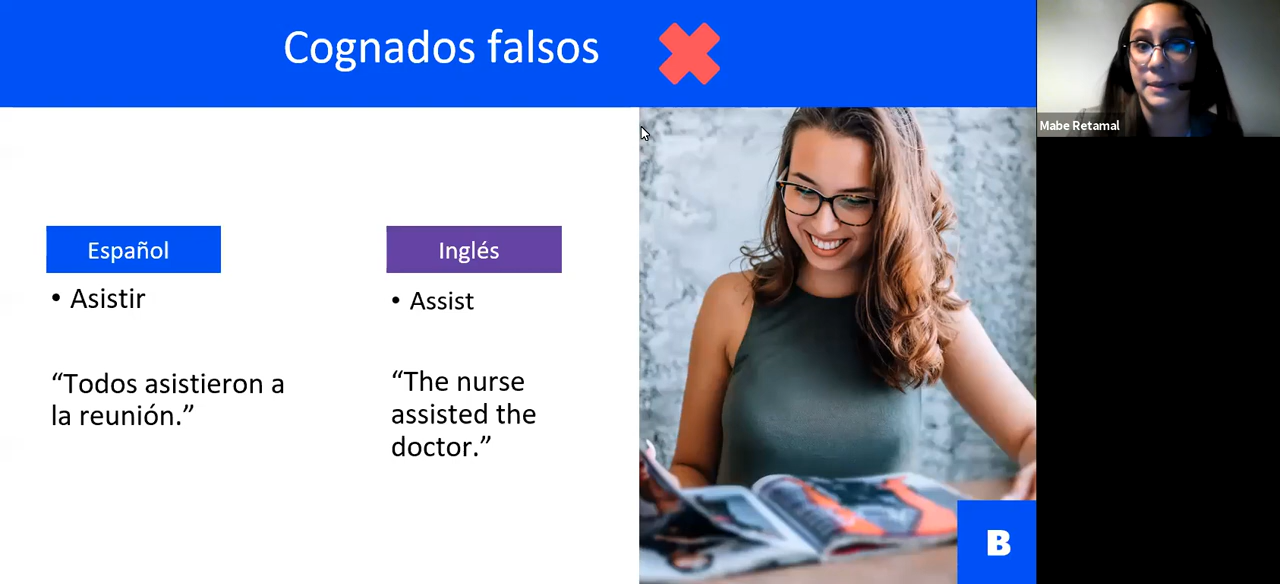 Cognados falsos
Mabe Retamal
Español
• Asistir
“Todos asistieron a
la reunión.”
Inglés
• Assist
“The nurse
assisted the
doctor.”
B